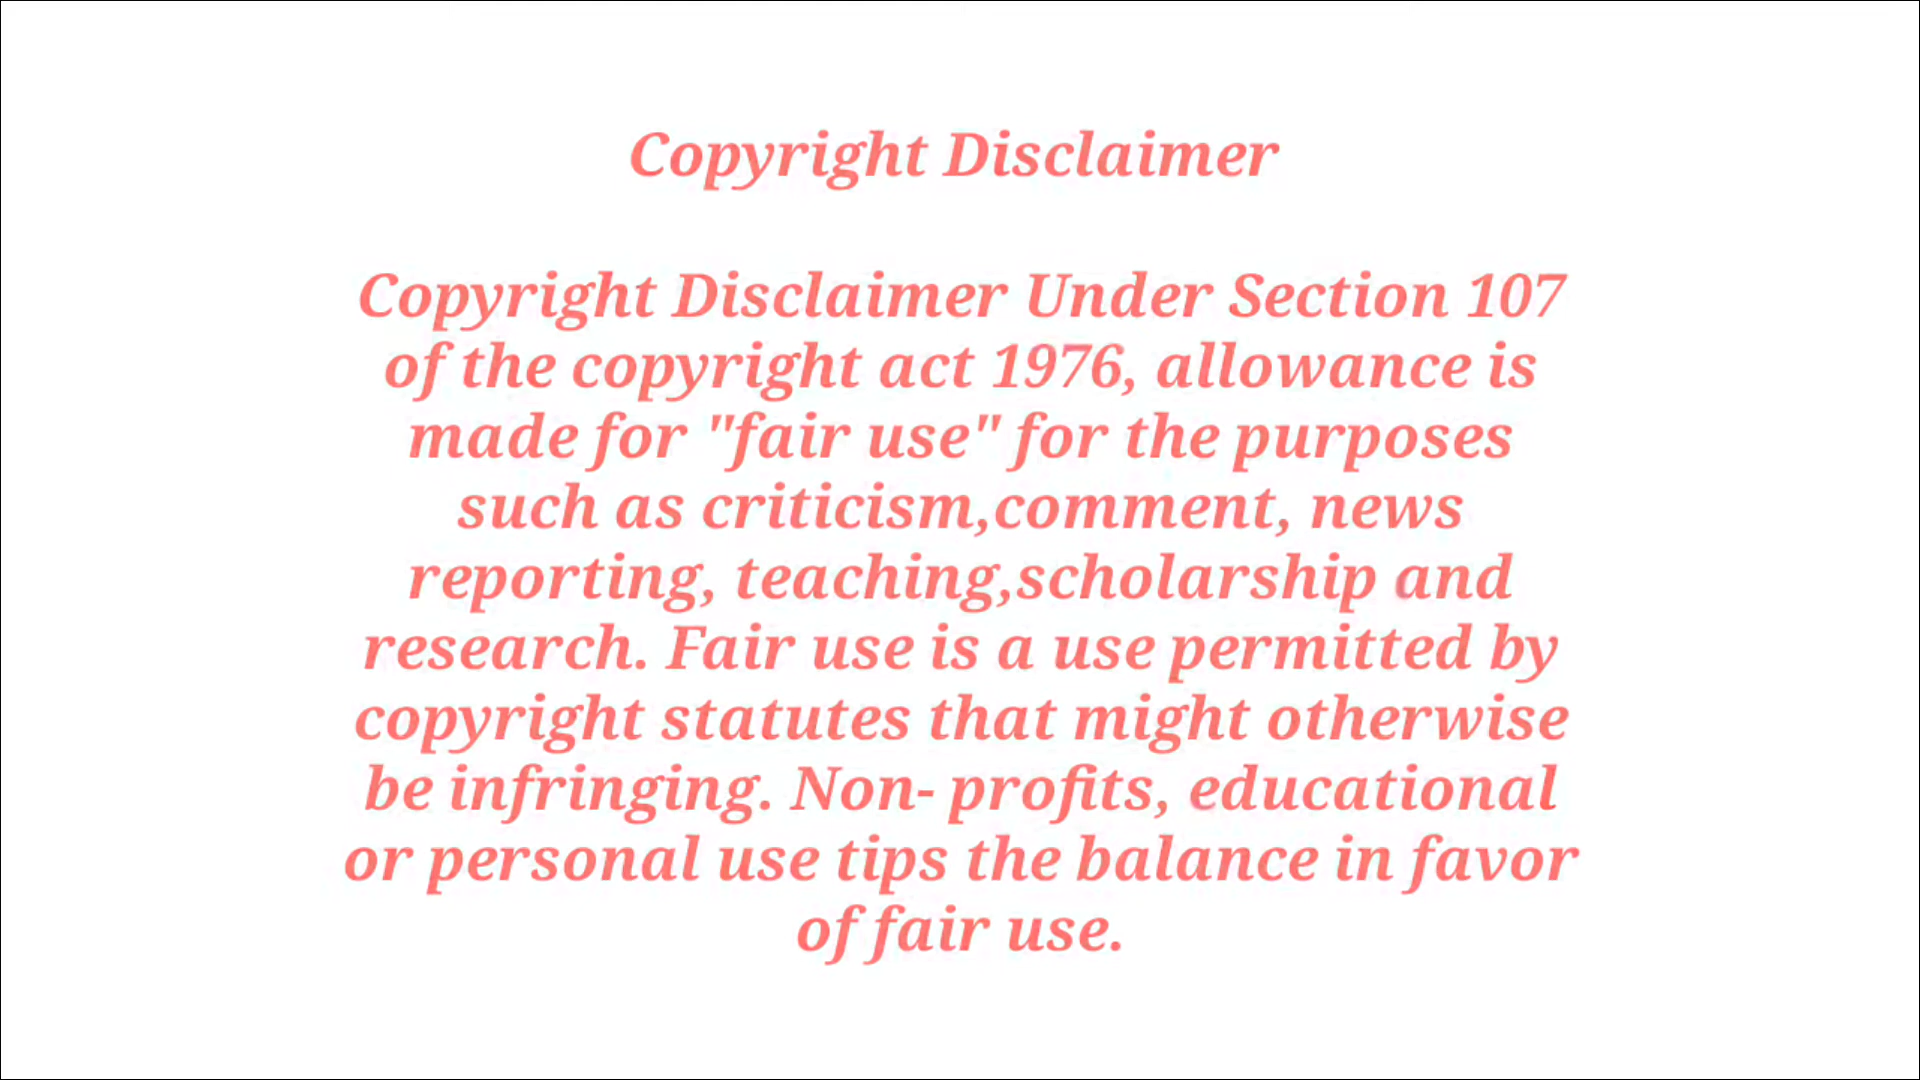 Copyright Disclaimer
Copyright Disclaimer Under Section 107
of the copyright act 1976, allowance is
made for "fair use" for the purposes
such as criticism,comment, news
reporting, teaching,scholarship and
research. Fair use is a use permitted by
copyright statutes that might otherwise
be infringing. Non- profits, educational
or personal use tips the balance in favor
of fair use.